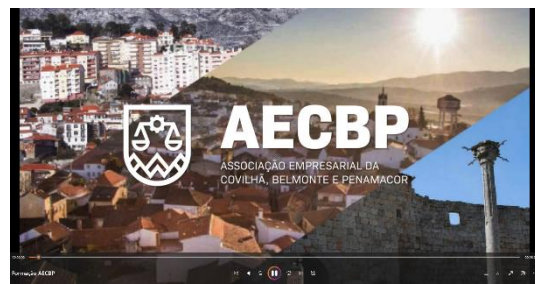 AECBP
ASSOCIAÇÃO EMPRESARIAL DA
COVILHÃ, BELMONTE E PENAMACOR
Formação AECBP